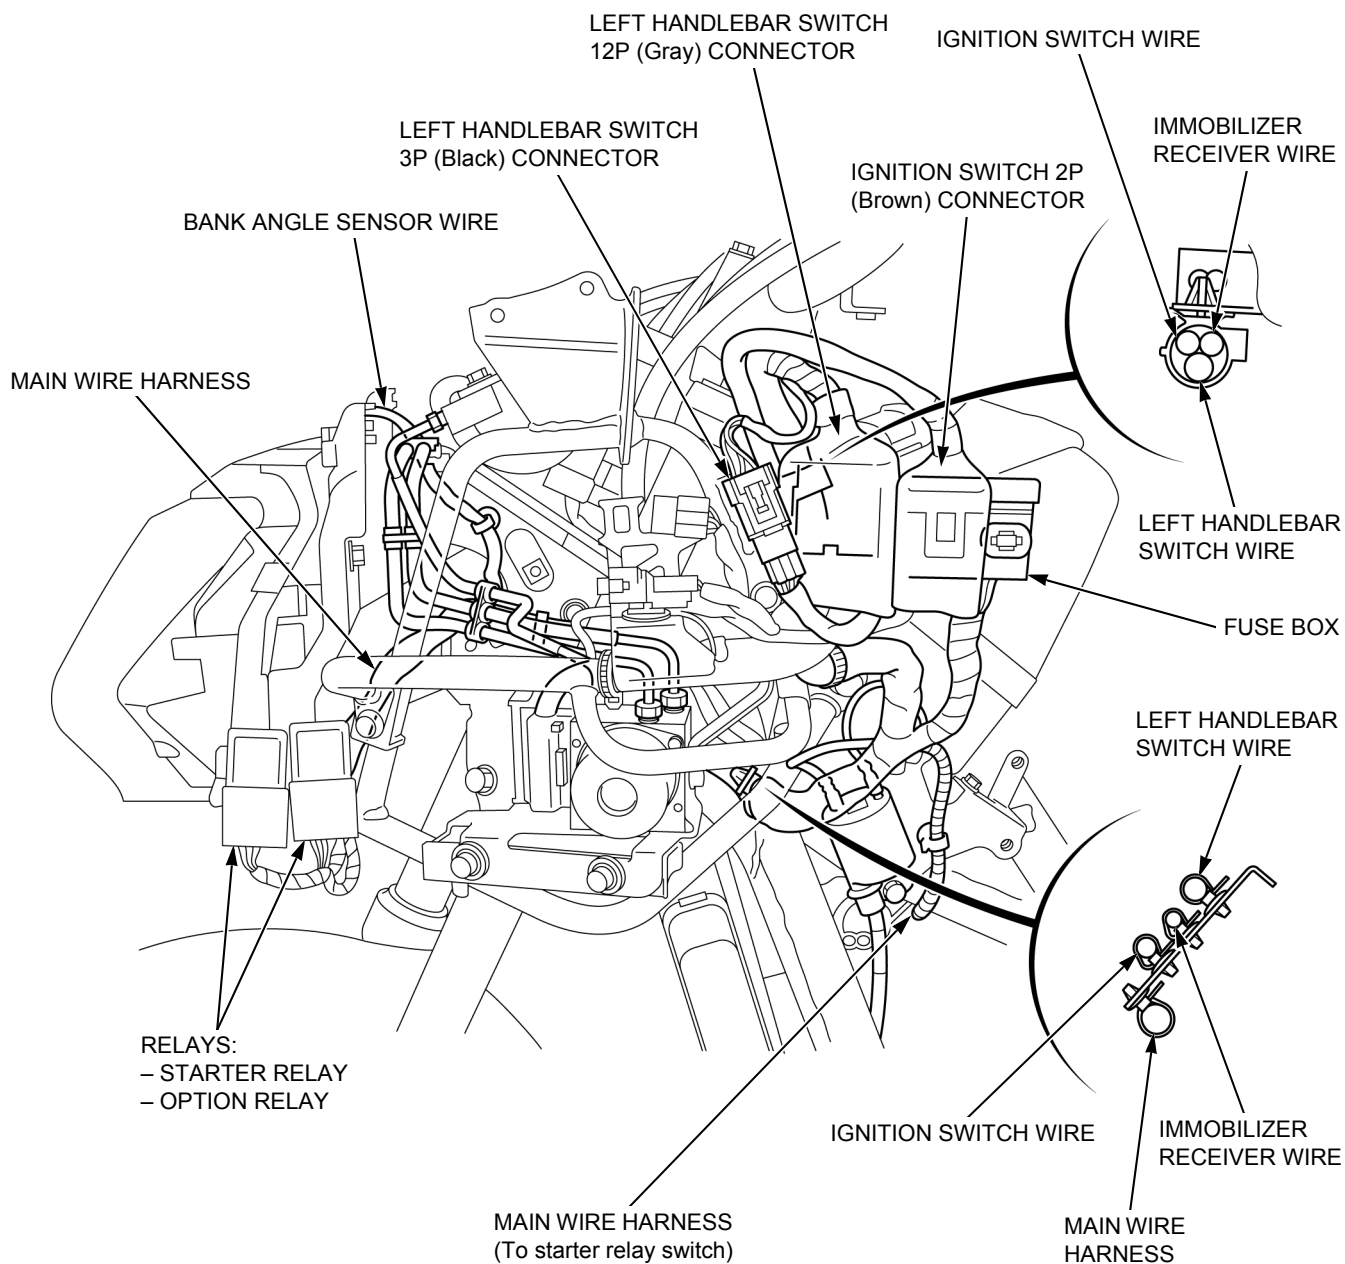 LEFT HANDLEBAR SWITCH
12P (Gray) CONNECTOR
IGNITION SWITCH WIRE
LEFT HANDLEBAR SWITCH
3P (Black) CONNECTOR
IMMOBILIZER
RECEIVER WIRE
IGNITION SWITCH 2P
(Brown) CONNECTOR
BANK ANGLE SENSOR WIRE
MAIN WIRE HARNESS
LEFT HANDLEBAR
SWITCH WIRE
FUSE BOX
LEFT HANDLEBAR
SWITCH WIRE
RELAYS:
– STARTER RELAY
– OPTION RELAY
IGNITION SWITCH WIRE
IMMOBILIZER
RECEIVER WIRE
MAIN WIRE HARNESS
(To starter relay switch)
MAIN WIRE
HARNESS